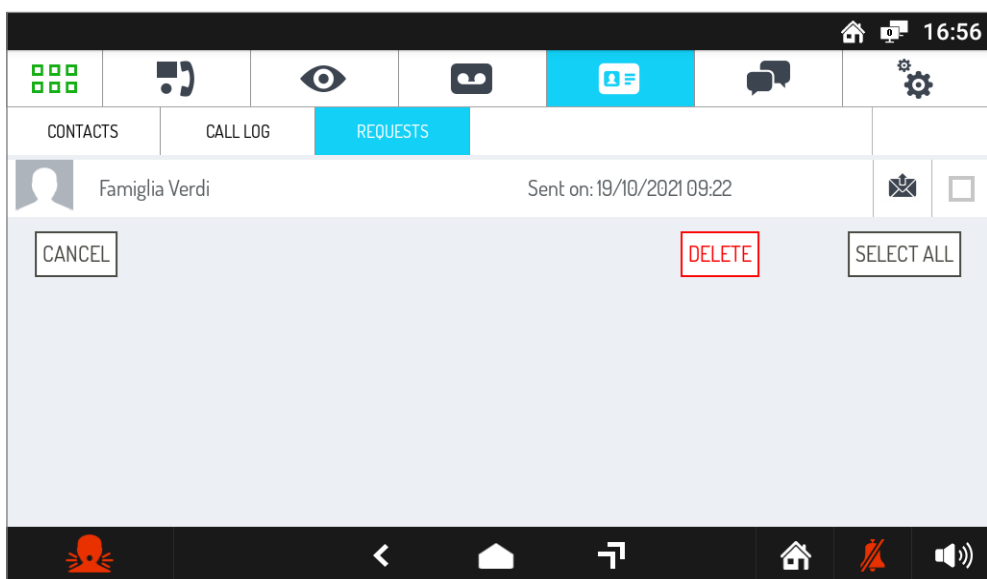 16:56
CONTACTS CALL LOG REQUESTS
Famiglia Verdi Sent on: 19/10/2021 09:22
CANCEL DELETE SELECT ALL